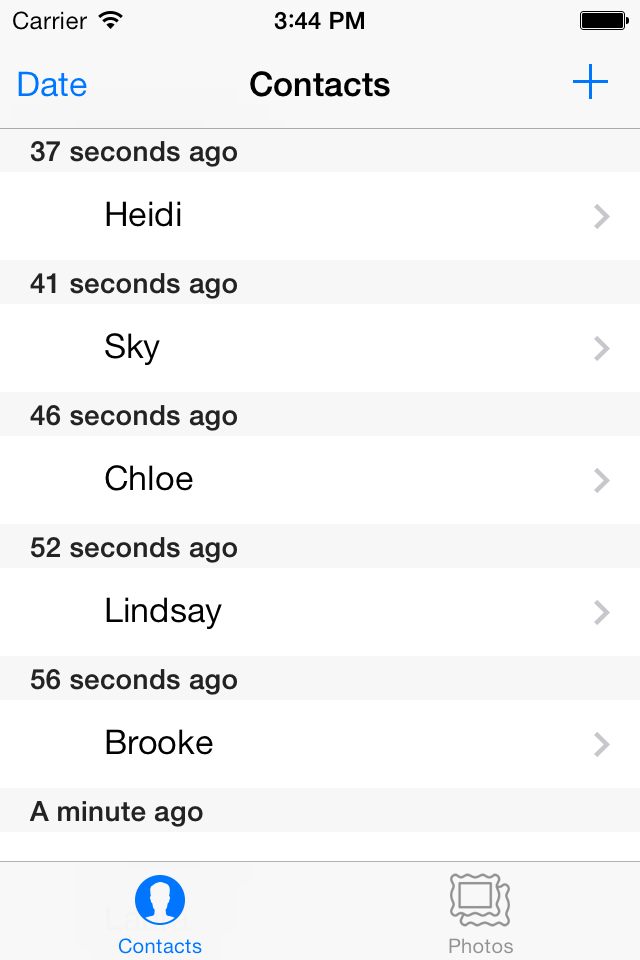 Carrier 3:44 PM
Date Contacts
37 seconds ago
Heidi
41 seconds ago
Sky
46 seconds ago
Chloe
52 seconds ago
Lindsay
56 seconds ago
Brooke
A minute ago
Contacts Photos